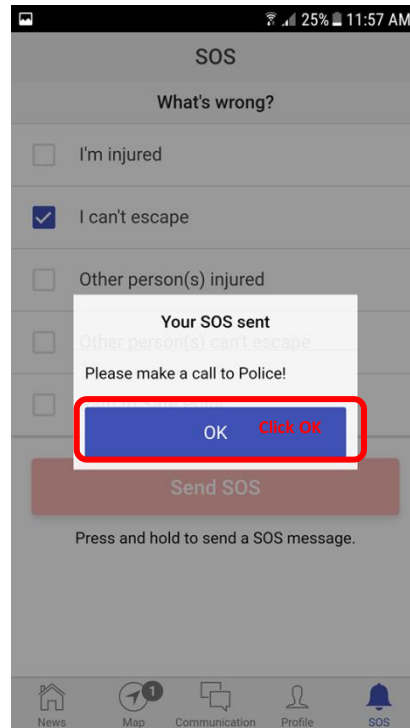 25% 11:57 AM
SOS
What's wrong?
I'm injured
I can't escape
Other person(s) injured
Your SOS sent
Other person(s) can't escape
Please make a call to Police!
OK Click OK
Send SOS
Press and hold to send a SOS message.
1
News Map Communication Profile SOS